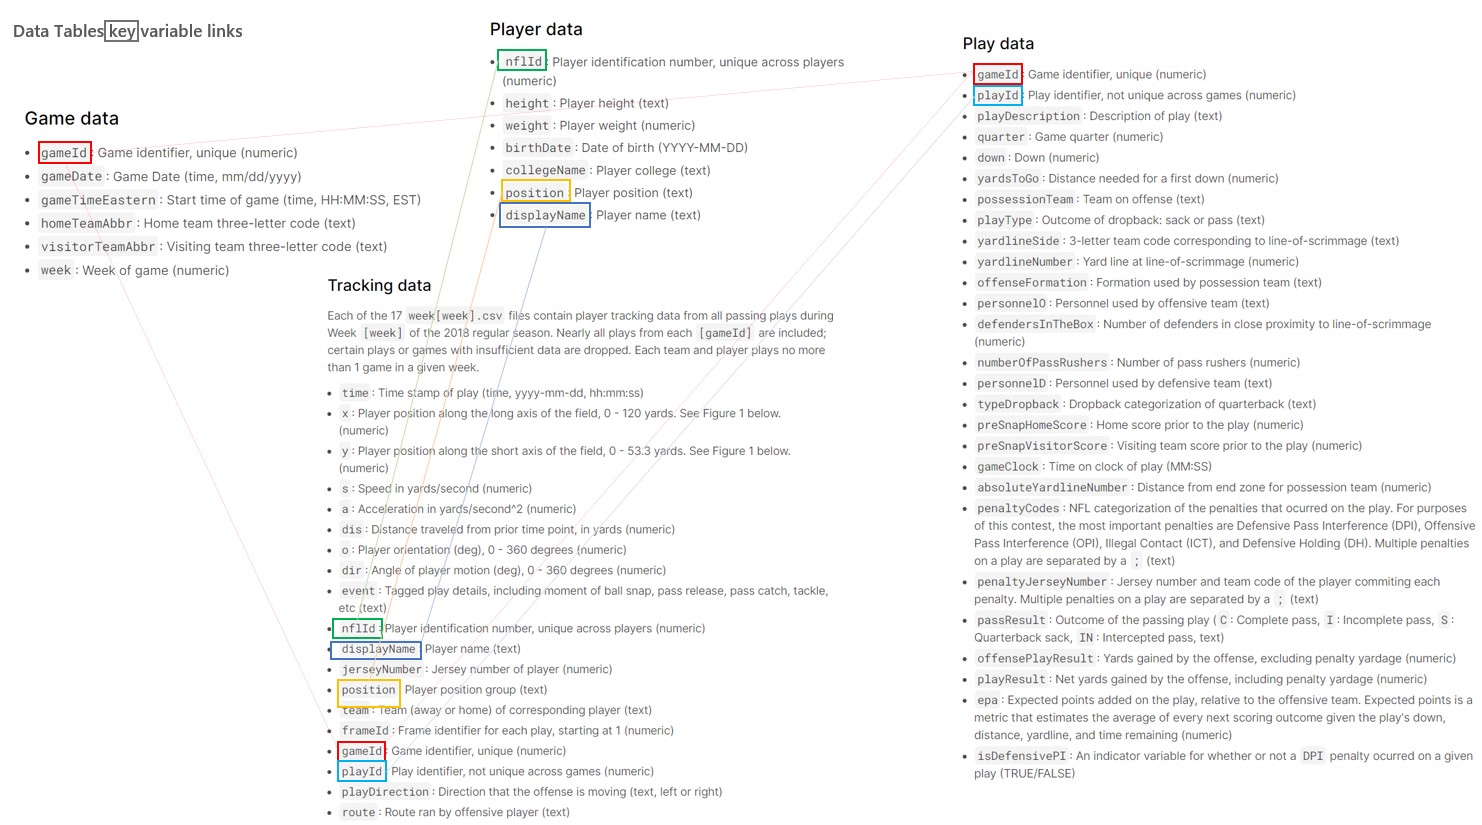 Data Tables key variable links
Game data
gameId : Game identifier, unique (numeric)
gameDate : Game Date (time, mm/dd/yyyy)
gameTimeEastern : Start time of game (time, HH:MM:SS, EST)
homeTeamAbbr : Home team three-letter code (text)
visitorTeamAbbr : Visiting team three-letter code (text)
week : Week of game (numeric)
Player data
nflId : Player identification number, unique across players
(numeric)
height : Player height (text)
weight : Player weight (numeric)
birthDate : Date of birth (YYYY-MM-DD)
collegeName : Player college (text)
position : Player position (text)
displayName : Player name (text)
Tracking data
Each of the 17 week[week].csv files contain player tracking data from all passing plays during
Week [week] of the 2018 regular season. Nearly all plays from each [gameId] are included;
certain plays or games with insufficient data are dropped. Each team and player plays no more
than 1 game in a given week.
time : Time stamp of play (time, yyyy-mm-dd, hh:mm:ss)
x : Player position along the long axis of the field, 0 - 120 yards. See Figure 1 below.
(numeric)
y : Player position along the short axis of the field, 0 - 53.3 yards. See Figure 1 below.
(numeric)
s : Speed in yards/second (numeric)
a : Acceleration in yards/second^2 (numeric)
dis : Distance traveled from prior time point, in yards (numeric)
o : Player orientation (deg), 0 - 360 degrees (numeric)
dir : Angle of player motion (deg), 0 - 360 degrees (numeric)
event : Tagged play details, including moment of ball snap, pass release, pass catch, tackle,
etc (text)
nflId : Player identification number, unique across players (numeric)
displayName Player name (text)
jerseyNumber : Jersey number of player (numeric)
position Player position group (text)
team : Team (away or home) of corresponding player (text)
frameId : Frame identifier for each play, starting at 1 (numeric)
gameId : Game identifier, unique (numeric)
playId : Play identifier, not unique across games (numeric)
playDirection : Direction that the offense is moving (text, left or right)
route : Route ran by offensive player (text)
Play data
gameId : Game identifier, unique (numeric)
playId : Play identifier, not unique across games (numeric)
playDescription : Description of play (text)
quarter : Game quarter (numeric)
down : Down (numeric)
yardsToGo : Distance needed for a first down (numeric)
possessionTeam : Team on offense (text)
playType : Outcome of dropback: sack or pass (text)
yardlineSide : 3-letter team code corresponding to line-of-scrimmage (text)
yardlineNumber : Yard line at line-of-scrimmage (numeric)
offenseFormation : Formation used by possession team (text)
personnelO : Personnel used by offensive team (text)
defendersInTheBox : Number of defenders in close proximity to line-of-scrimmage
(numeric)
numberOfPassRushers : Number of pass rushers (numeric)
personnelD : Personnel used by defensive team (text)
typeDropback : Dropback categorization of quarterback (text)
preSnapHomeScore : Home score prior to the play (numeric)
preSnapVisitorScore : Visiting team score prior to the play (numeric)
gameClock : Time on clock of play (MM:SS)
absoluteYardlineNumber : Distance from end zone for possession team (numeric)
penaltyCodes : NFL categorization of the penalties that ocurred on the play. For purposes
of this contest, the most important penalties are Defensive Pass Interference (DPI), Offensive
Pass Interference (OPI), Illegal Contact (ICT), and Defensive Holding (DH). Multiple penalties
on a play are separated by a ; (text)
penaltyJerseyNumber : Jersey number and team code of the player commiting each
penalty. Multiple penalties on a play are separated by a ; (text)
passResult : Outcome of the passing play ( C : Complete pass, I : Incomplete pass, S :
Quarterback sack, IN : Intercepted pass, text)
offensePlayResult : Yards gained by the offense, excluding penalty yardage (numeric)
playResult : Net yards gained by the offense, including penalty yardage (numeric)
epa : Expected points added on the play, relative to the offensive team. Expected points is a
metric that estimates the average of every next scoring outcome given the play's down,
distance, yardline, and time remaining (numeric)
isDefensivePI : An indicator variable for whether or not a DPI penalty ocurred on a given
play (TRUE/FALSE)